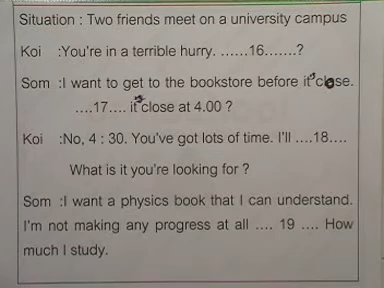 Situation : Two friends meet on a university campus
Koi :You're in a terrible hurry. ......16.......?
Som :I want to get to the bookstore before it's close.
....17.... it's close at 4.00 ?
Koi :No, 4 : 30. You've got lots of time. I'll ....18....
What is it you're looking for ?
Som :I want a physics book that I can understand.
I'm not making any progress at all .... 19 .... How
much I study.